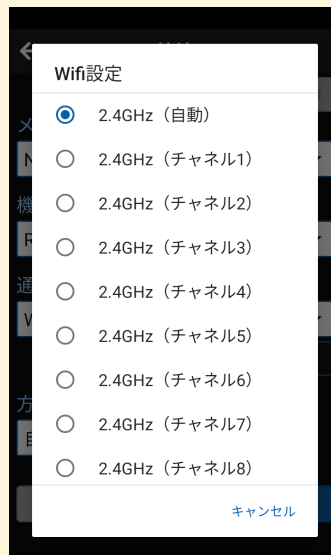 Wifi設定
2.4GHz（自動）
2.4GHz（チャネル1）
2.4GHz（チャネル2）
2.4GHz（チャネル3）
2.4GHz（チャネル4）
2.4GHz（チャネル5）
2.4GHz（チャネル6）
2.4GHz（チャネル7）
2.4GHz（チャネル8）
キャンセル